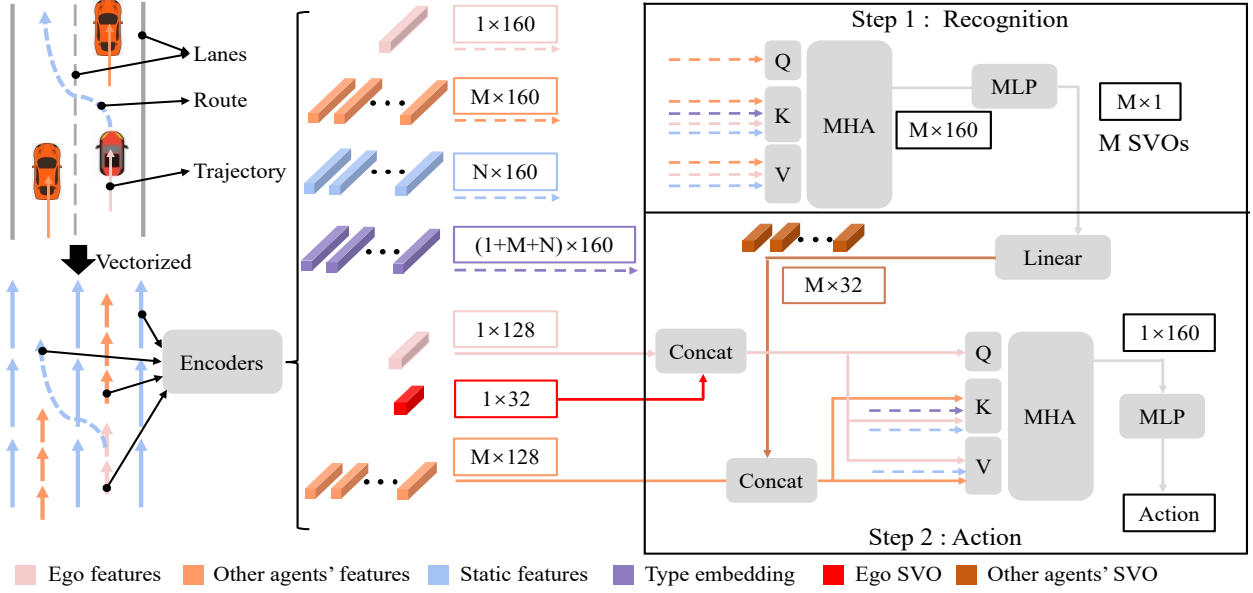 Lanes
Route
Trajectory
Vectorized
Encoders
1×160
M×160
N×160
(1+M+N)×160
1×128
1×32
M×128
Step 1 : Recognition
Q
K
V
MHA
M×160
MLP
M×1
M SVOs
Linear
M×32
Concat
Concat
Q
K
V
MHA
1×160
MLP
Action
Step 2 : Action
Ego features
Other agents' features
Static features
Type embedding
Ego SVO
Other agents' SVO